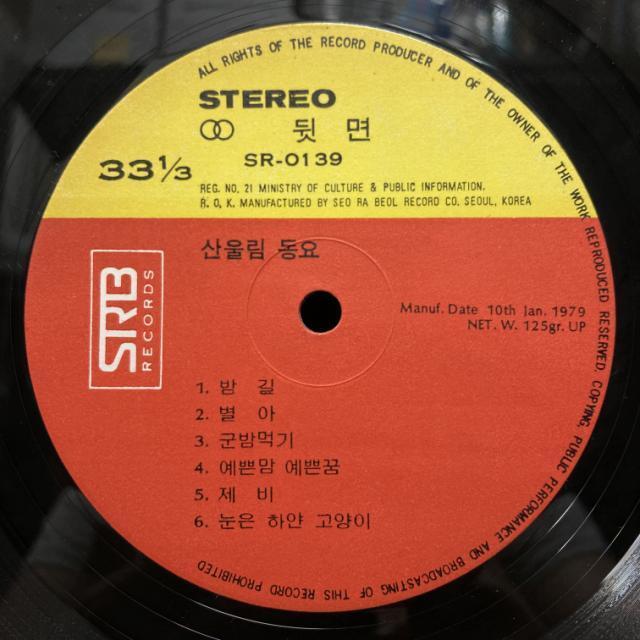 ALL RIGHTS OF THE RECORD PRODUCER AND OF THE OWNER OF THE WORK REPRODUCED RESERVED. COPYING, PUBLIC PERFORMANCE AND BROADCASTING OF THIS RECORD PROHIBITED
STEREO
뒷 면
33 1/3
SR-0139
REG. NO. 21 MINISTRY OF CULTURE & PUBLIC INFORMATION.
R. O. K. MANUFACTURED BY SEO RA BEOL RECORD CO. SEOUL, KOREA
산울림 동요
SRB
RECORDS
Manuf. Date 10th Jan. 1979
NET. W. 125gr. UP
1. 밤 길
2. 별 아
3. 군밤먹기
4. 예쁜맘 예쁜꿈
5. 제 비
6. 눈은 하얀 고양이